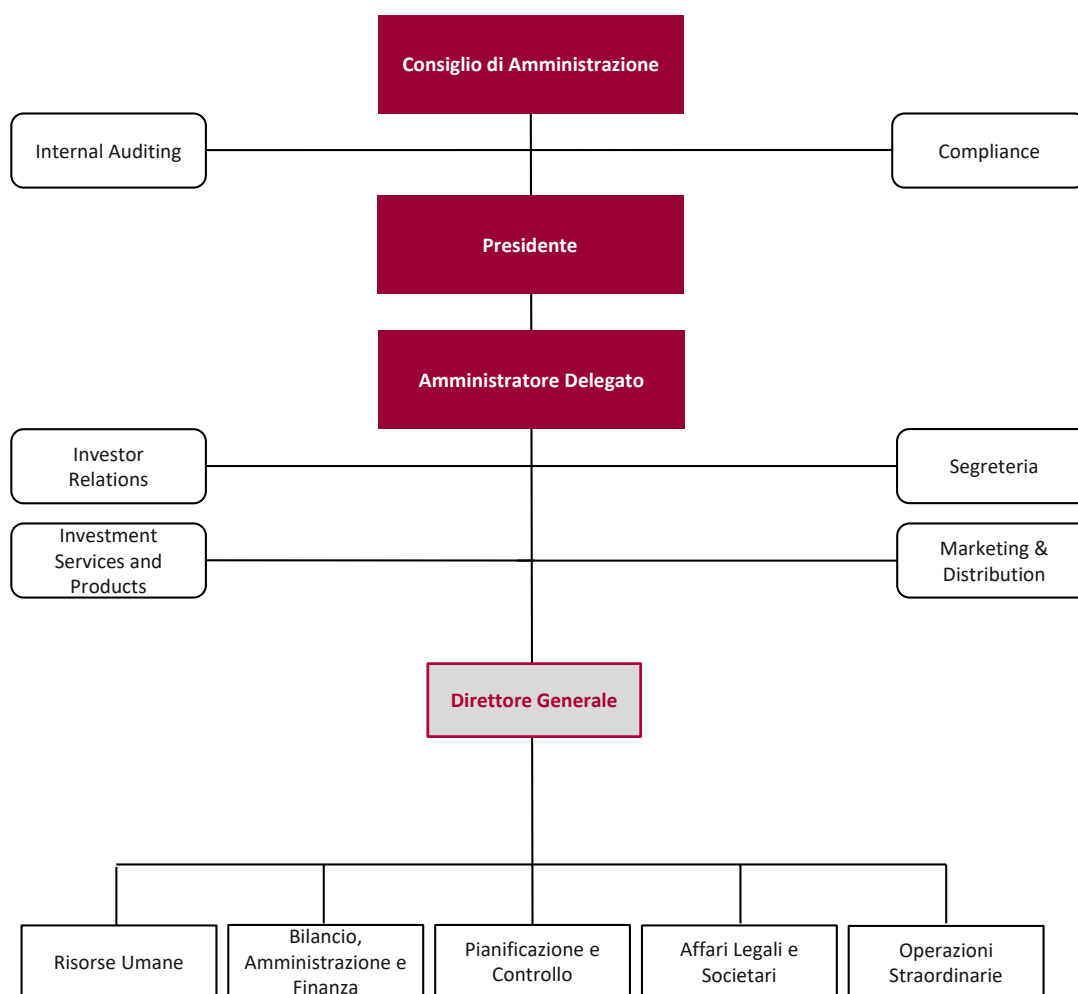 Consiglio di Amministrazione
Internal Auditing
Compliance
Presidente
Amministratore Delegato
Investor
Relations
Segreteria
Investment
Services and
Products
Marketing &
Distribution
Direttore Generale
Risorse Umane
Bilancio,
Amministrazione e
Finanza
Pianificazione e
Controllo
Affari Legali e
Societari
Operazioni
Straordinarie